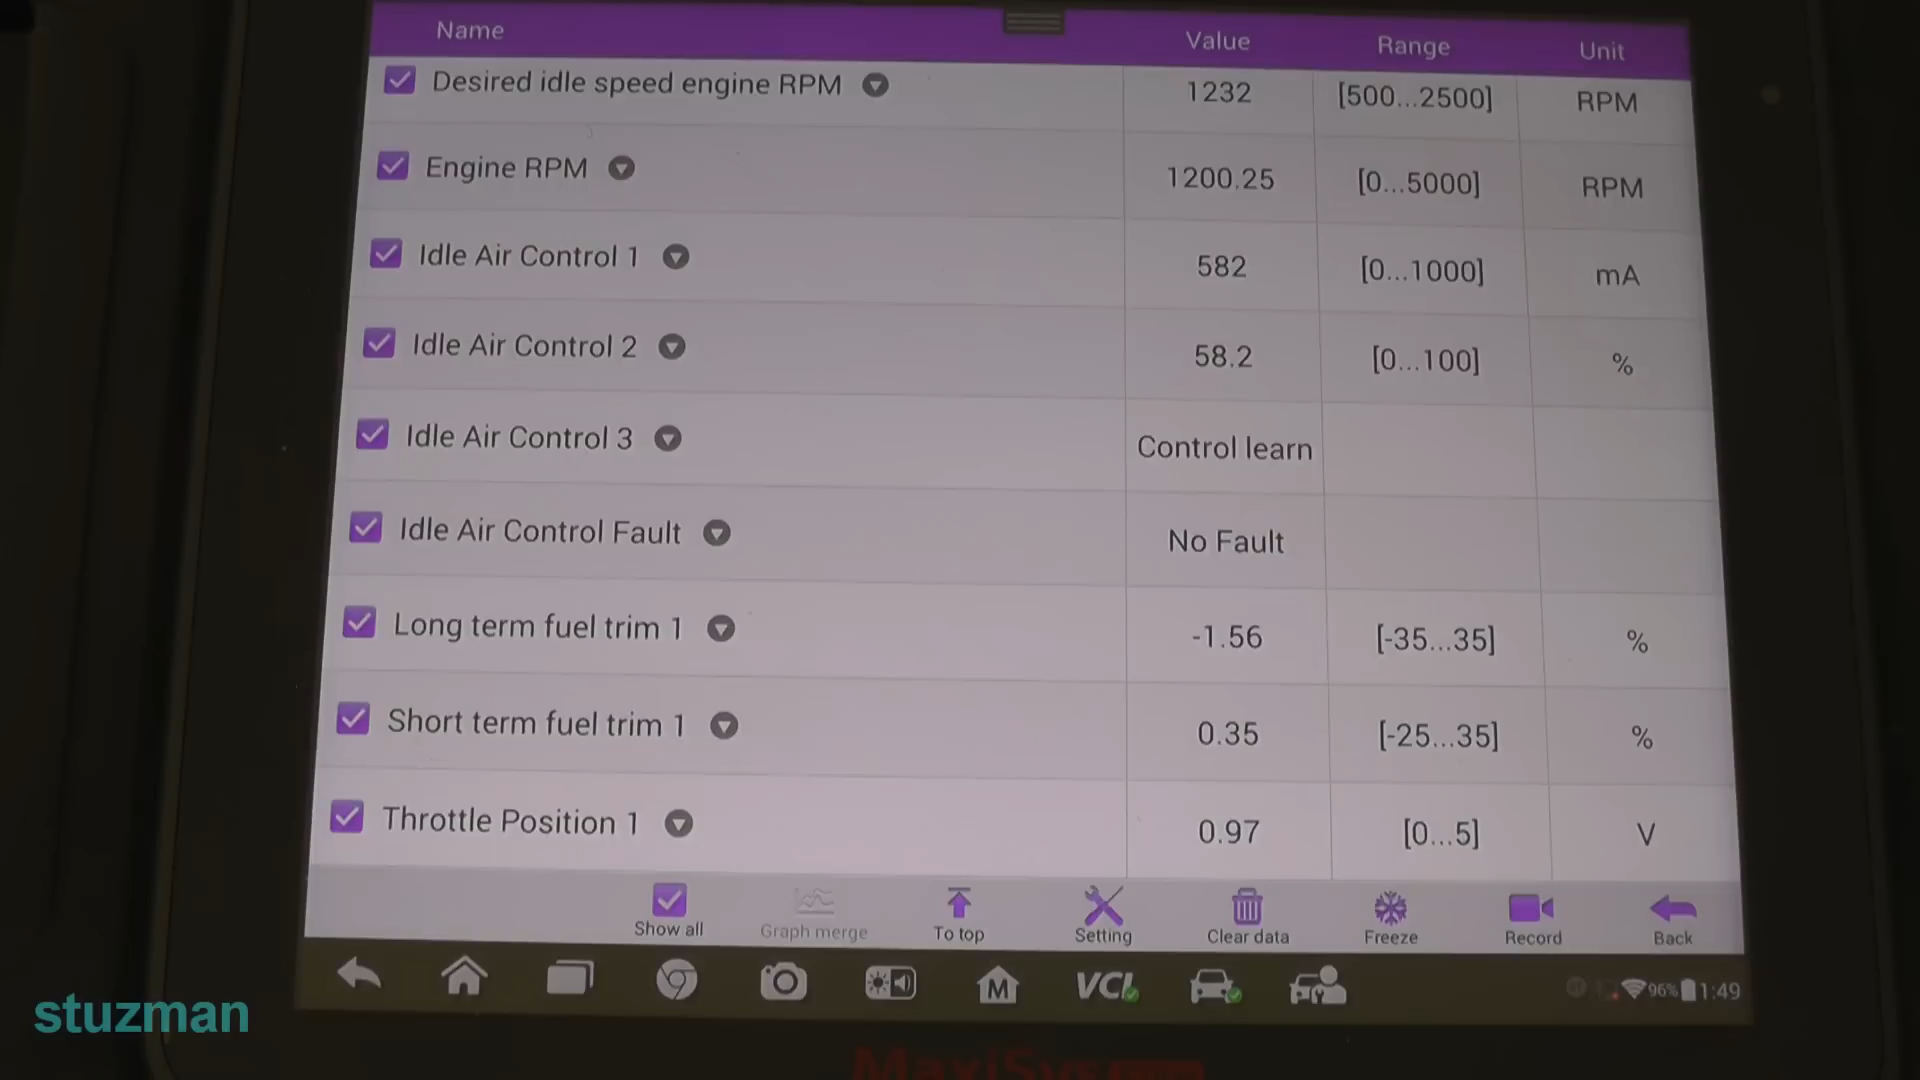 Name Value Range Unit
Desired idle speed engine RPM 1232 [500...2500] RPM
Engine RPM 1200.25 [0...5000] RPM
Idle Air Control 1 582 [0...1000] mA
Idle Air Control 2 58.2 [0...100] %
Idle Air Control 3 Control learn
Idle Air Control Fault No Fault
Long term fuel trim 1 -1.56 [-35...35] %
Short term fuel trim 1 0.35 [-25...35] %
Throttle Position 1 0.97 [0...5] V
Show all Graph merge To top Setting Clear data Freeze Record Back
M VCI 96% 1:49
stuzman
MaxiSys